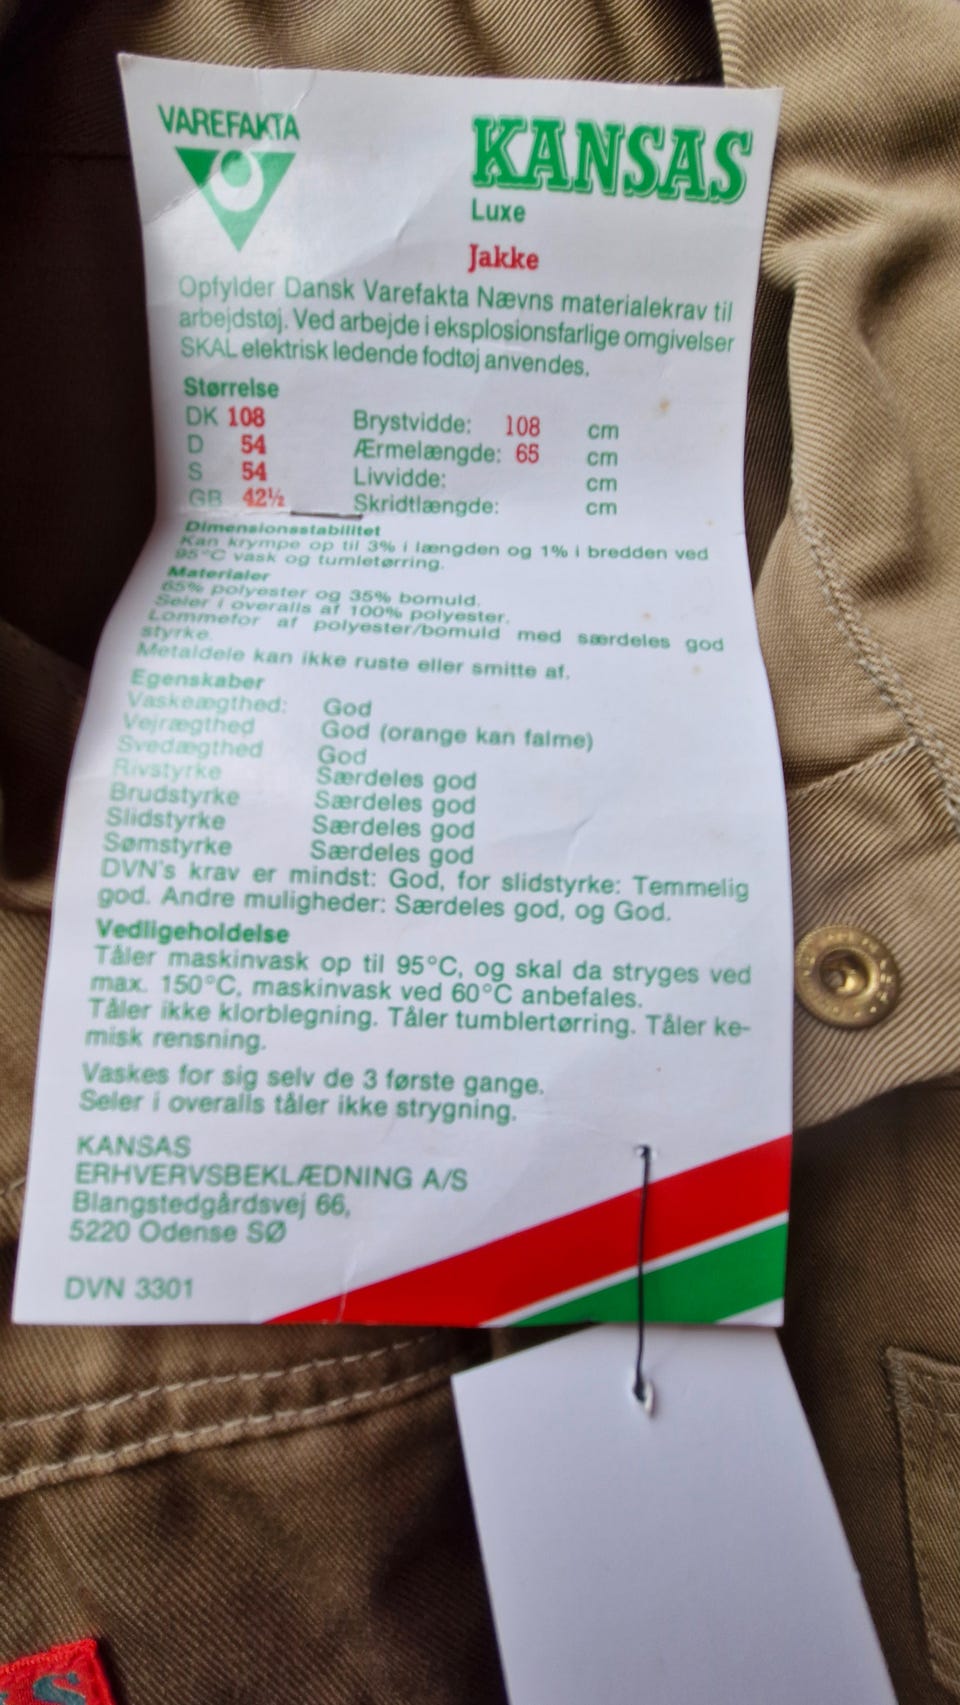 VAREFAKTA
KANSAS
Luxe
Jakke
Opfylder Dansk Varefakta Nævns materialekrav til
arbejdstøj. Ved arbejde i eksplosionsfarlige omgivelser
SKAL elektrisk ledende fodtøj anvendes.
Størrelse
DK 108 Brystvidde: 108 cm
D 54 Ærmelængde: 65 cm
S 54 Livvidde: cm
GB 42½ Skridtlængde: cm
Dimensionsstabilitet
Kan krympe op til 3% i længden og 1% i bredden ved
95°C vask og tumletørring.
Materialer
65% polyester og 35% bomuld.
Seler i overalls af 100% polyester.
Lommefor af polyester/bomuld med særdeles god
styrke.
Metaldele kan ikke ruste eller smitte af.
Egenskaber
Vaskeægthed: God
Vejrægthed God (orange kan falme)
Svedægthed God
Rivstyrke Særdeles god
Brudstyrke Særdeles god
Slidstyrke Særdeles god
Sømstyrke Særdeles god
DVN's krav er mindst: God, for slidstyrke: Temmelig
god. Andre muligheder: Særdeles god, og God.
Vedligeholdelse
Tåler maskinvask op til 95°C, og skal da stryges ved
max. 150°C, maskinvask ved 60°C anbefales.
Tåler ikke klorblegning. Tåler tumblertørring. Tåler ke-
misk rensning.
Vaskes for sig selv de 3 første gange.
Seler i overalls tåler ikke strygning.
KANSAS
ERHVERVSBEKLÆDNING A/S
Blangstedgårdsvej 66,
5220 Odense SØ
DVN 3301